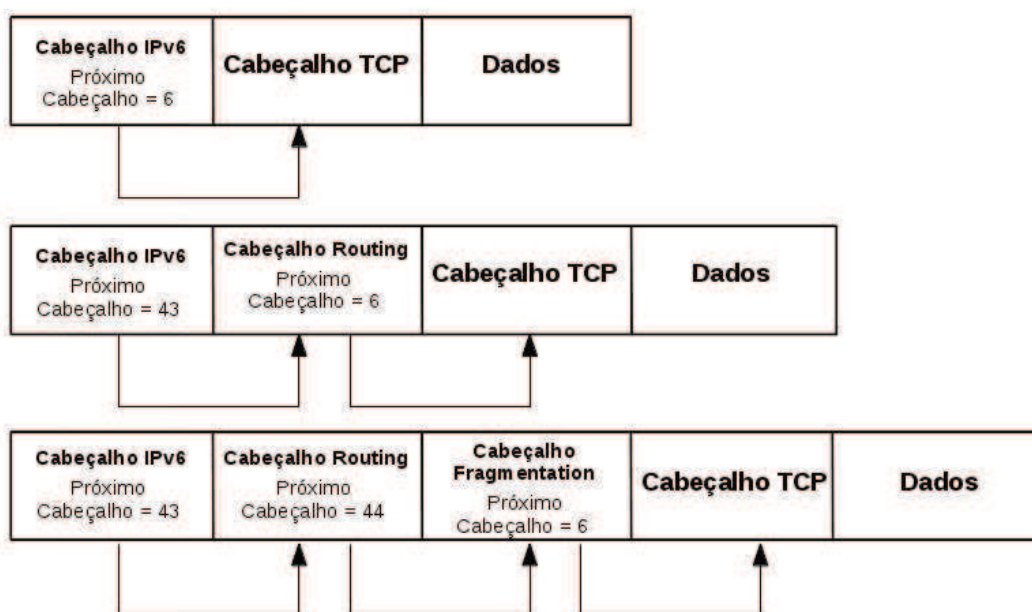 Cabeçalho IPv6
Próximo
Cabeçalho = 6
Cabeçalho TCP
Dados
Cabeçalho IPv6
Próximo
Cabeçalho = 43
Cabeçalho Routing
Próximo
Cabeçalho = 6
Cabeçalho TCP
Dados
Cabeçalho IPv6
Próximo
Cabeçalho = 43
Cabeçalho Routing
Próximo
Cabeçalho = 44
Cabeçalho
Fragmentation
Próximo
Cabeçalho = 6
Cabeçalho TCP
Dados